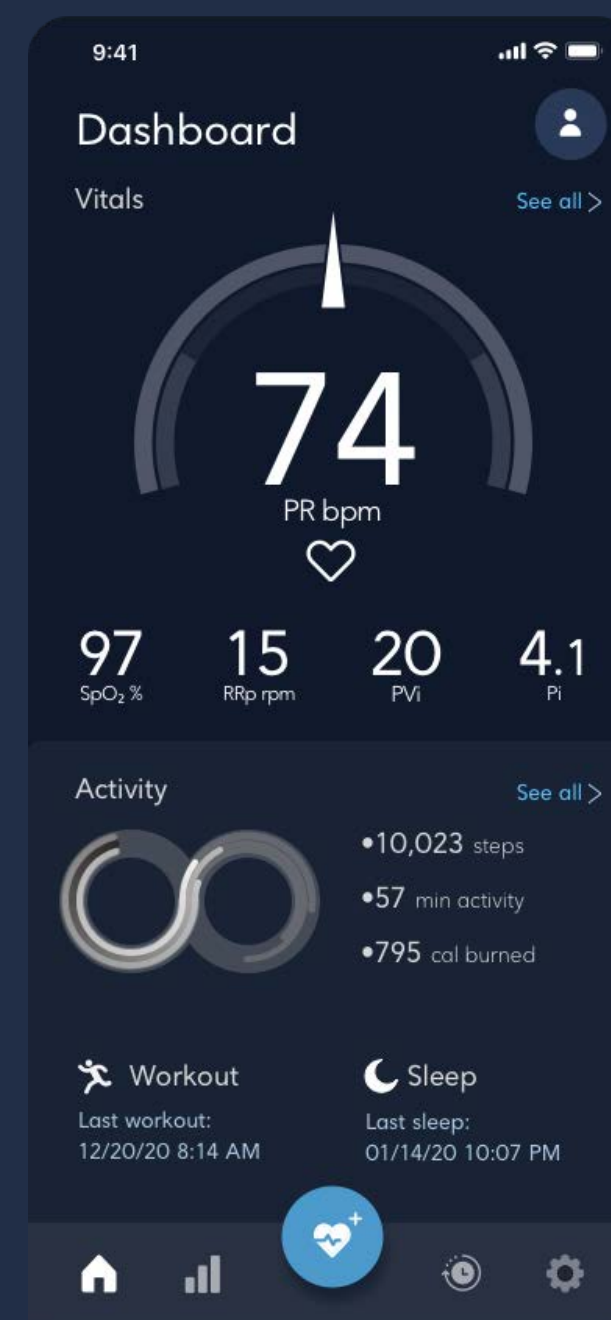 9:41
Dashboard
Vitals
See all >
74
PR bpm
97
SpO₂ %
15
RRp rpm
20
PVi
4.1
Pi
Activity
See all >
•10,023 steps
•57 min activity
•795 cal burned
Workout
Last workout:
12/20/20 8:14 AM
Sleep
Last sleep:
01/14/20 10:07 PM